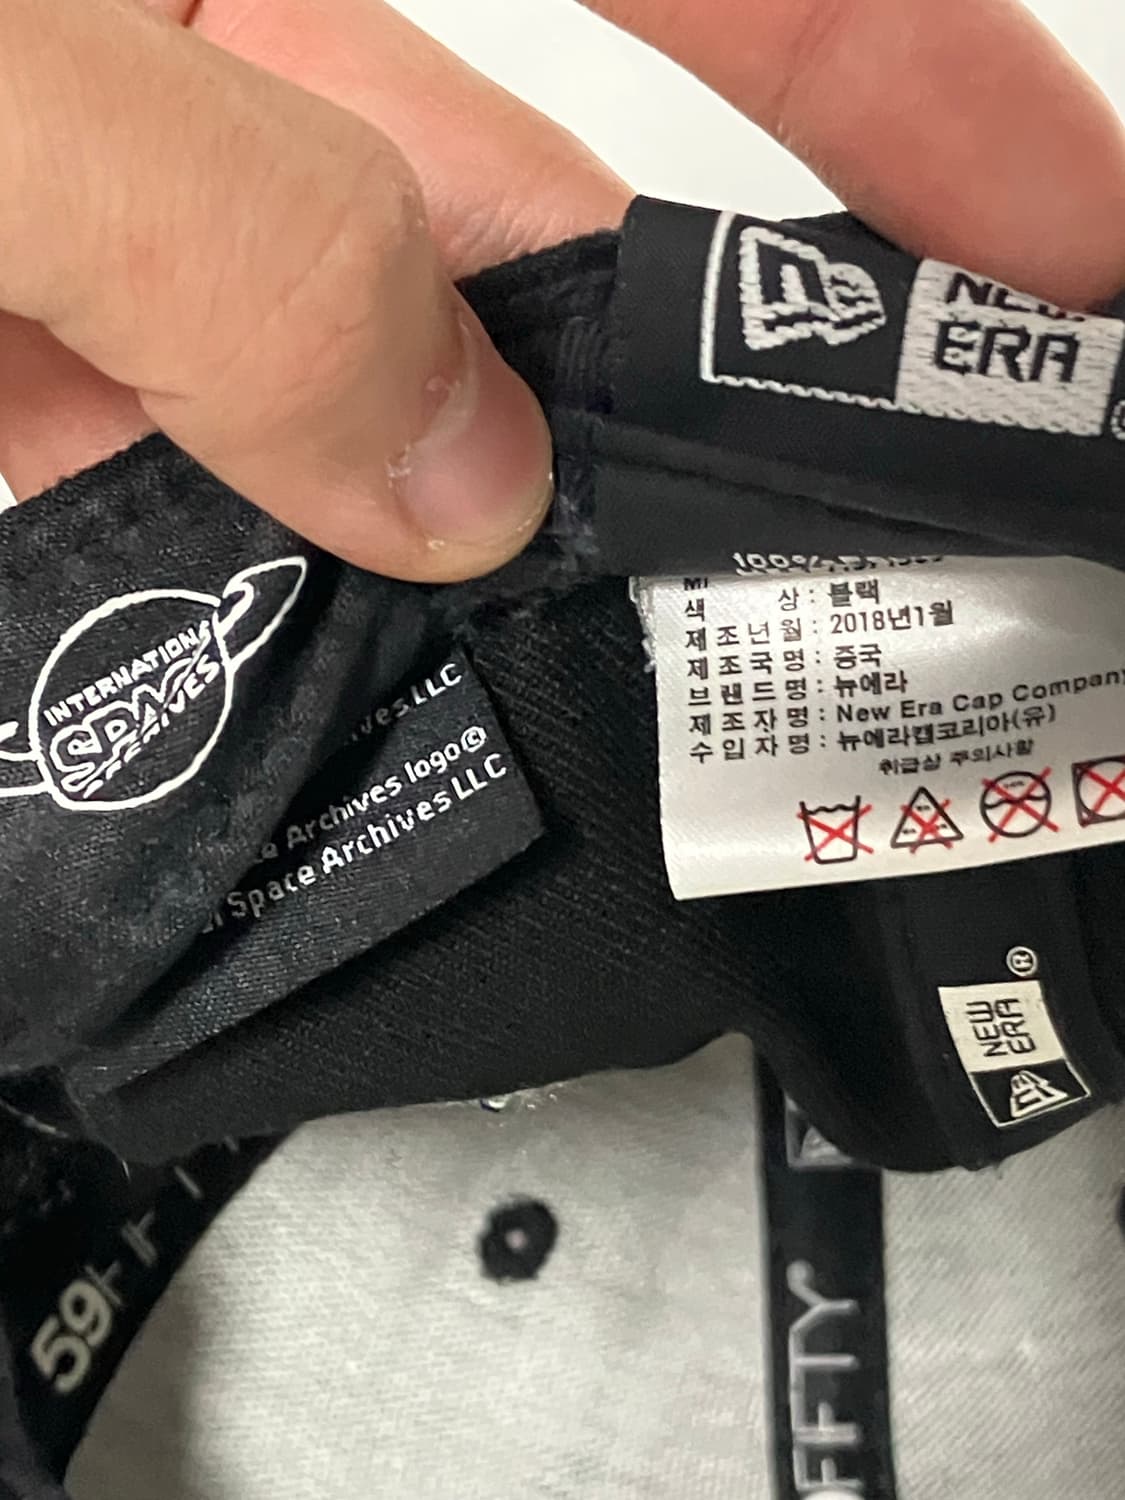 NEW
ERA
INTERNATIONAL
SPACE
ARCHIVES
Archives LLC
Archives logo©
Space Archives LLC
색 상 : 블랙
제조년월 : 2018년1월
제조국명 : 중국
브랜드명 : 뉴에라
제조자명 : New Era Cap Company
수입자명 : 뉴에라캡코리아(유)
취급상 주의사항
NEW
ERA
®
59
FIFTY